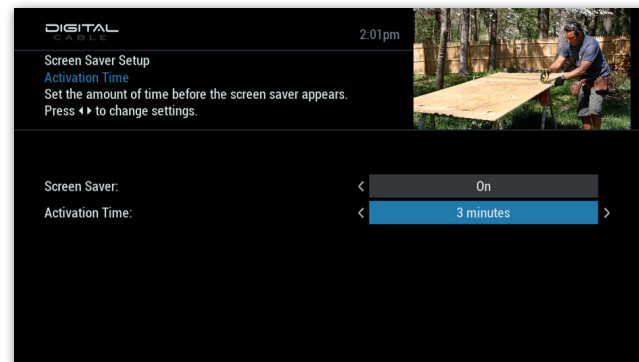 DIGITAL
CABLE
2:01pm
Screen Saver Setup
Activation Time
Set the amount of time before the screen saver appears.
Press ◂ ▸ to change settings.
Screen Saver: < On
Activation Time: < 3 minutes >